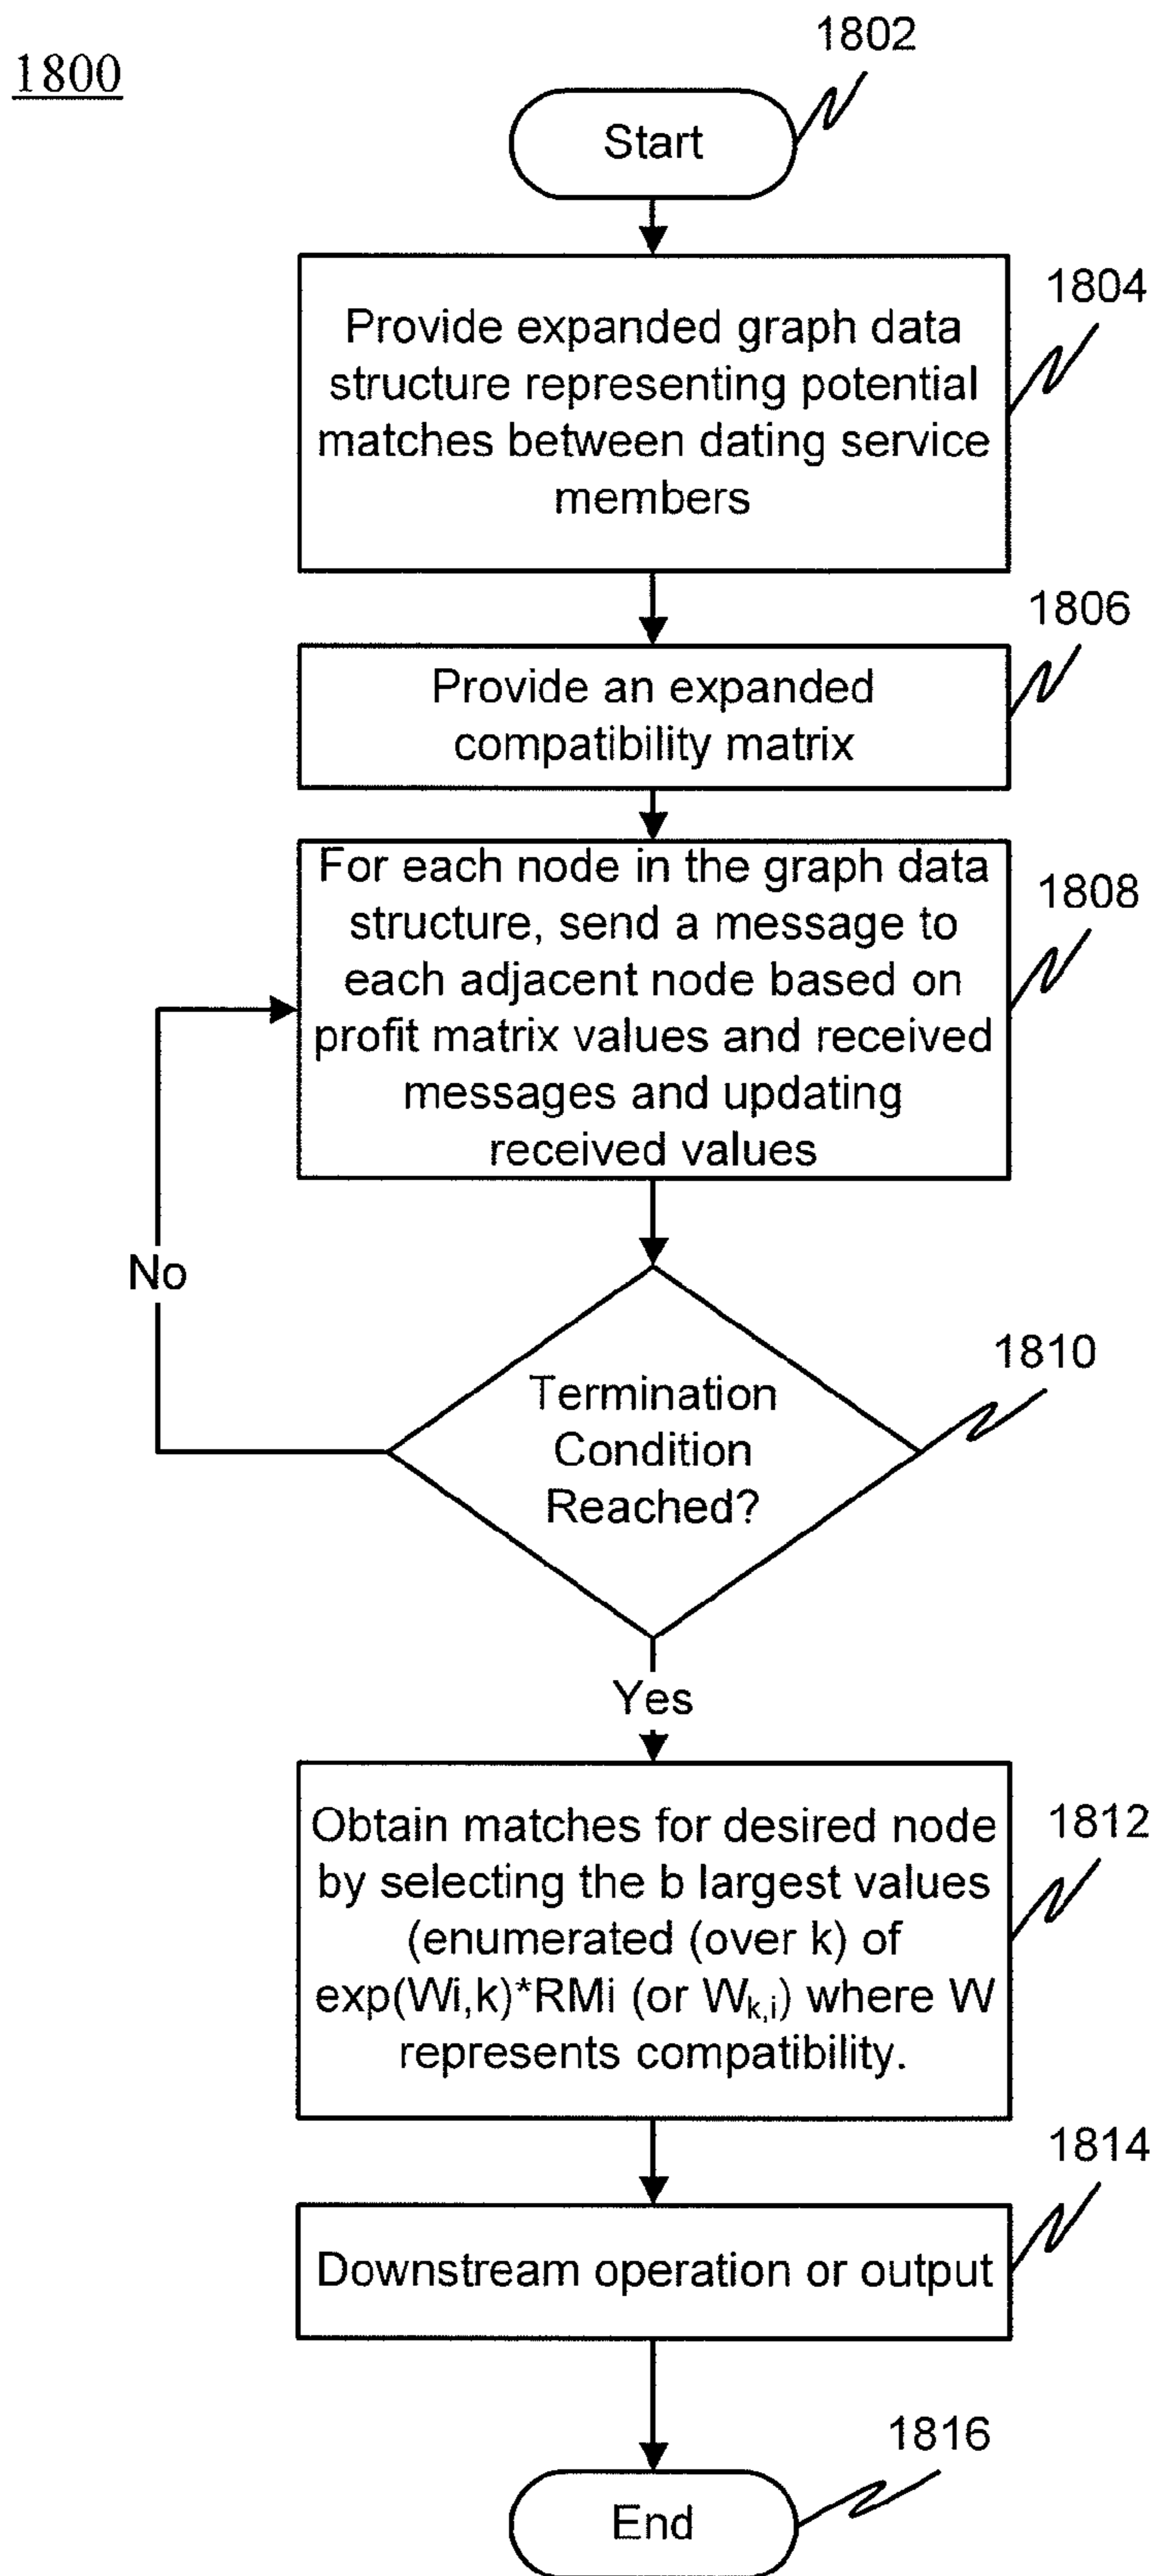 1800
1802
Start
1804
Provide expanded graph data
structure representing potential
matches between dating service
members
1806
Provide an expanded
compatibility matrix
1808
For each node in the graph data
structure, send a message to
each adjacent node based on
profit matrix values and received
messages and updating
received values
No
1810
Termination
Condition
Reached?
Yes
1812
Obtain matches for desired node
by selecting the b largest values
(enumerated (over k) of
exp(Wi,k)*RMi (or Wk,i) where W
represents compatibility.
1814
Downstream operation or output
1816
End